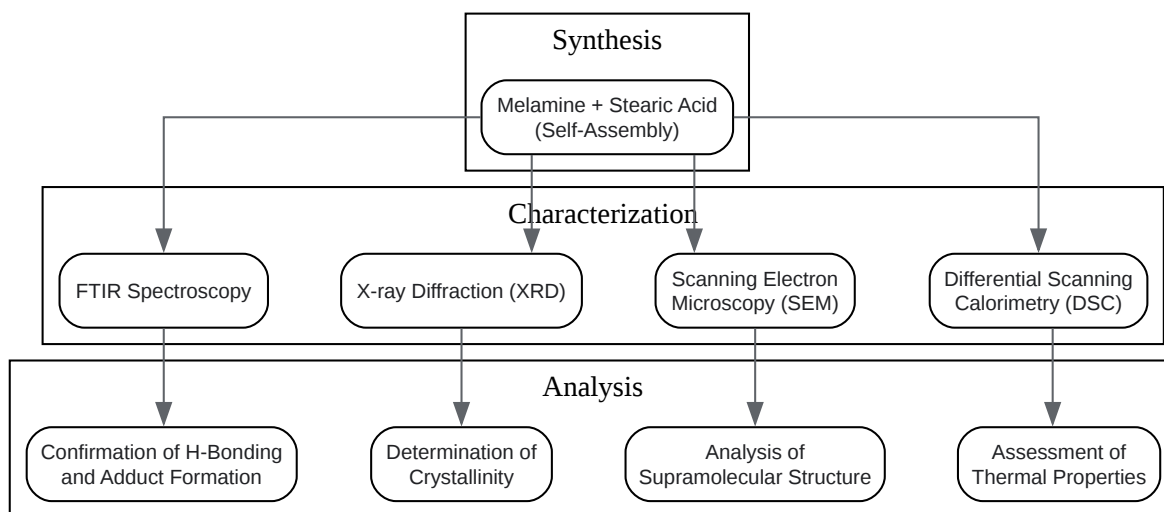 Synthesis
Melamine + Stearic Acid
(Self-Assembly)
Characterization
FTIR Spectroscopy
X-ray Diffraction (XRD)
Scanning Electron
Microscopy (SEM)
Differential Scanning
Calorimetry (DSC)
Analysis
Confirmation of H-Bonding
and Adduct Formation
Determination of
Crystallinity
Analysis of
Supramolecular Structure
Assessment of
Thermal Properties